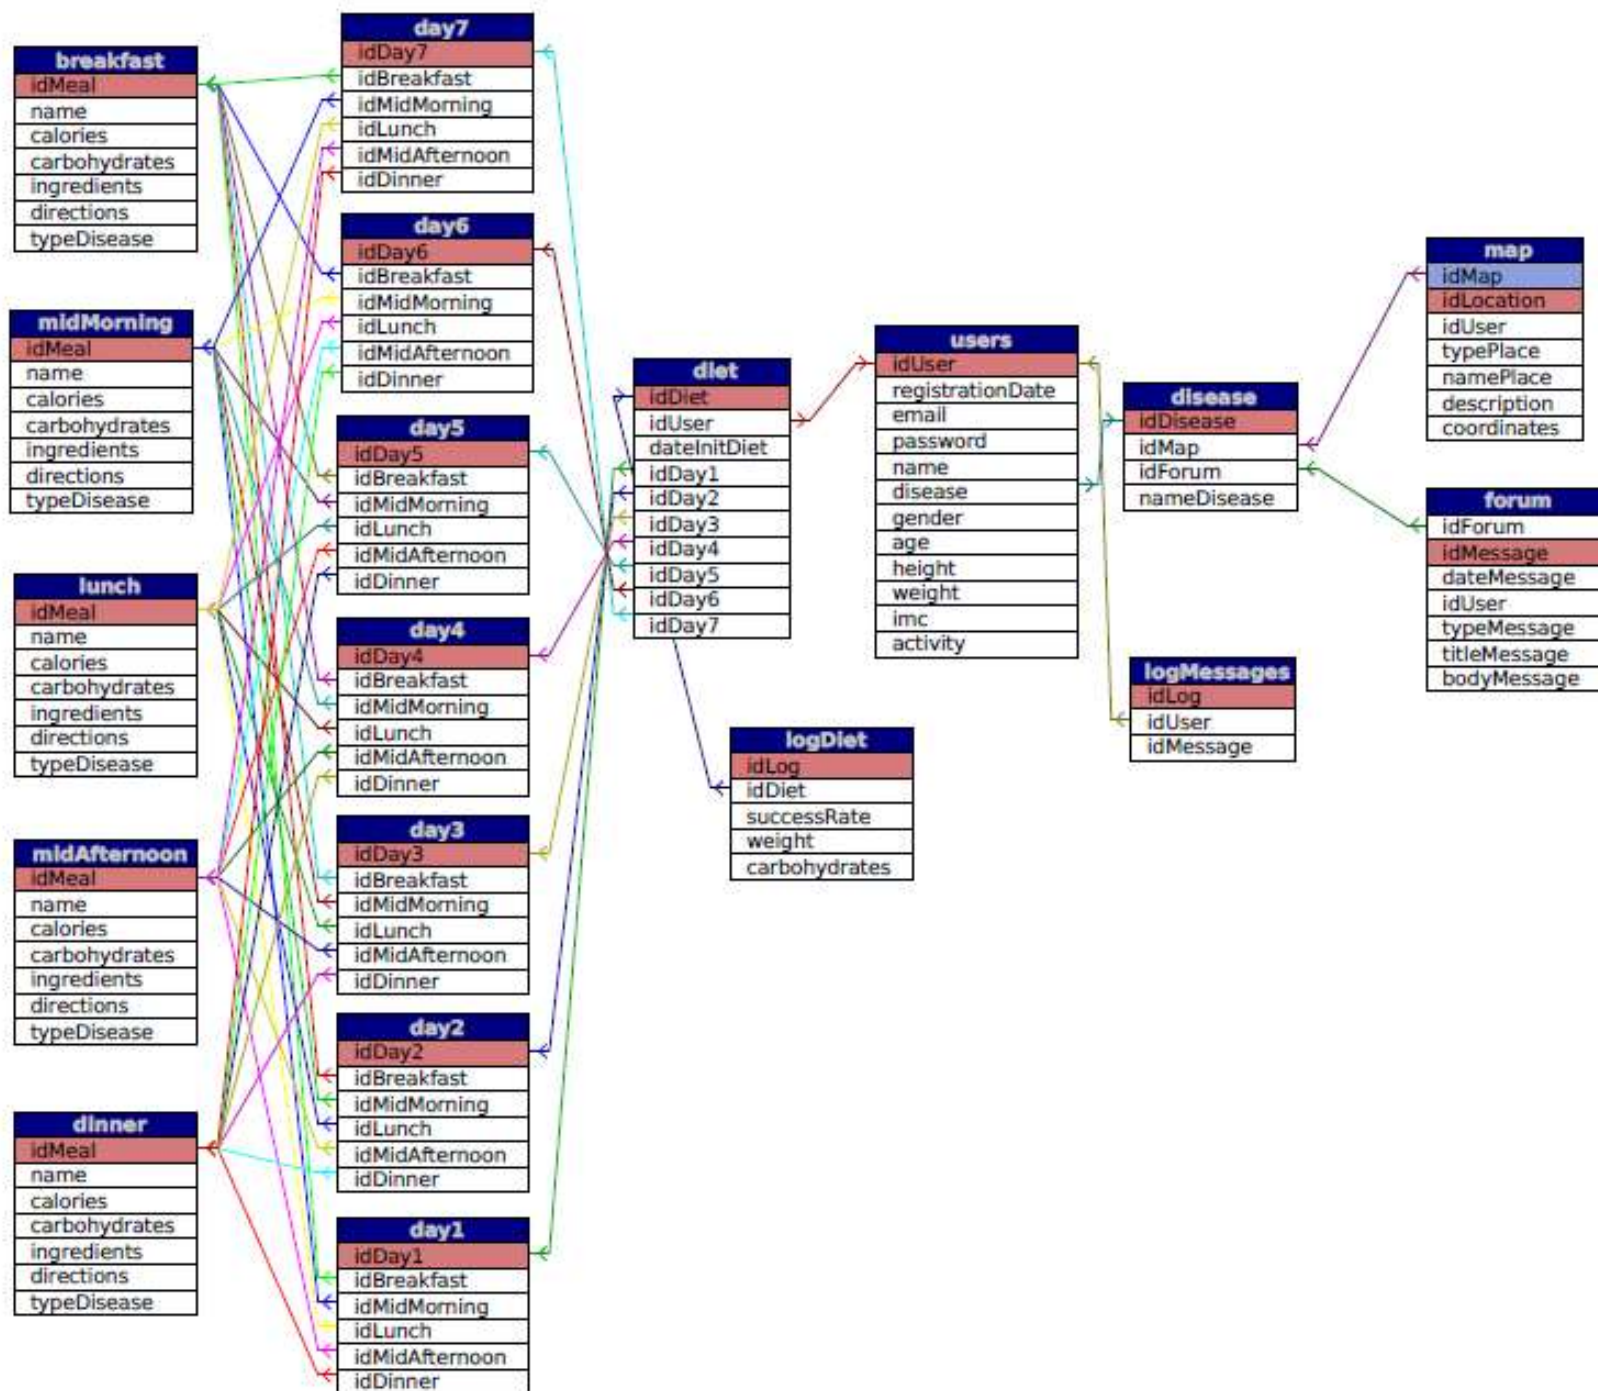 breakfast
idMeal
name
calories
carbohydrates
ingredients
directions
typeDisease
midMorning
idMeal
name
calories
carbohydrates
ingredients
directions
typeDisease
lunch
idMeal
name
calories
carbohydrates
ingredients
directions
typeDisease
midAfternoon
idMeal
name
calories
carbohydrates
ingredients
directions
typeDisease
dinner
idMeal
name
calories
carbohydrates
ingredients
directions
typeDisease
day7
idDay7
idBreakfast
idMidMorning
idLunch
idMidAfternoon
idDinner
day6
idDay6
idBreakfast
idMidMorning
idLunch
idMidAfternoon
idDinner
day5
idDay5
idBreakfast
idMidMorning
idLunch
idMidAfternoon
idDinner
day4
idDay4
idBreakfast
idMidMorning
idLunch
idMidAfternoon
idDinner
day3
idDay3
idBreakfast
idMidMorning
idLunch
idMidAfternoon
idDinner
day2
idDay2
idBreakfast
idMidMorning
idLunch
idMidAfternoon
idDinner
day1
idDay1
idBreakfast
idMidMorning
idLunch
idMidAfternoon
idDinner
diet
idDiet
idUser
dateInitDiet
idDay1
idDay2
idDay3
idDay4
idDay5
idDay6
idDay7
logDiet
idLog
idDiet
successRate
weight
carbohydrates
users
idUser
registrationDate
email
password
name
disease
gender
age
height
weight
imc
activity
disease
idDisease
idMap
idForum
nameDisease
logMessages
idLog
idUser
idMessage
map
idMap
idLocation
idUser
typePlace
namePlace
description
coordinates
forum
idForum
idMessage
dateMessage
idUser
typeMessage
titleMessage
bodyMessage